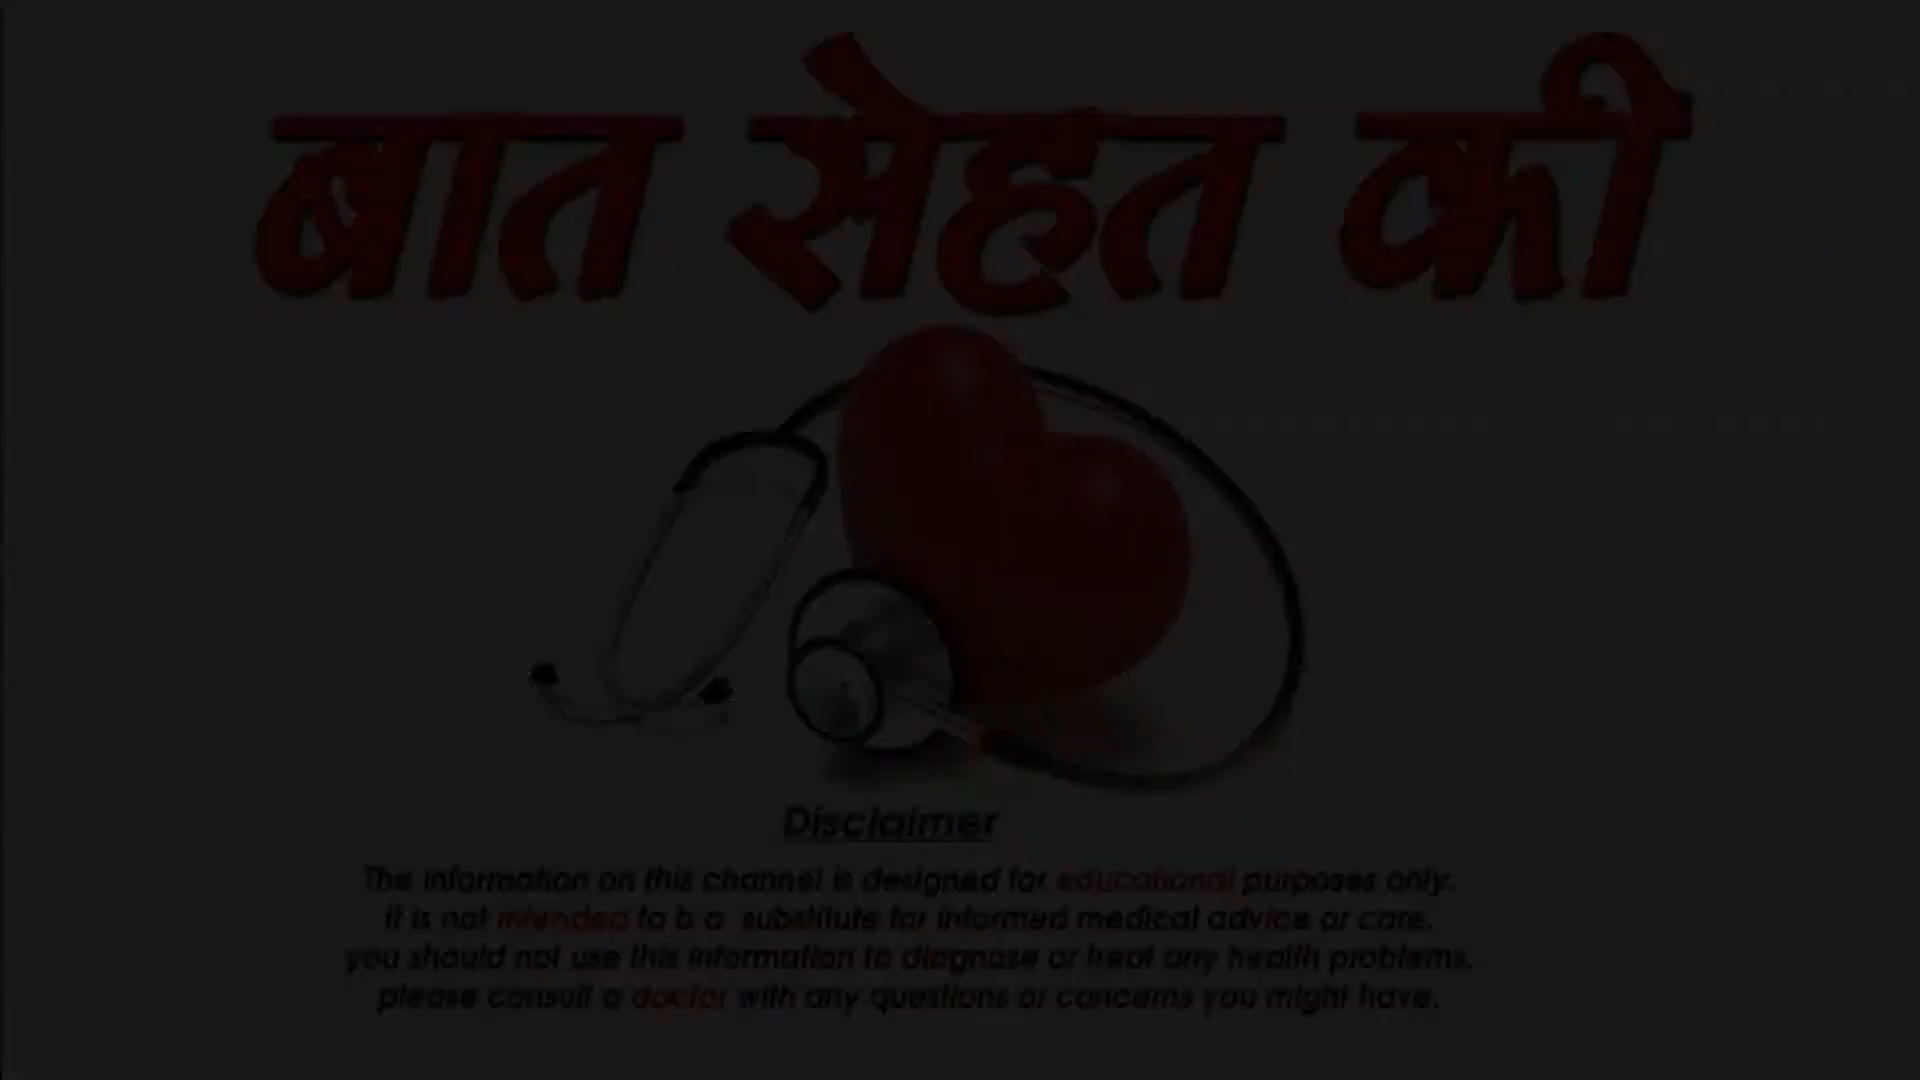 बात सेहत की
Disclaimer
The information on this channel is designed for educational purposes only.
it is not intended to b a substitute for informed medical advice or care.
you should not use this information to diagnose or treat any health problems.
please consult a doctor with any questions or concerns you might have.